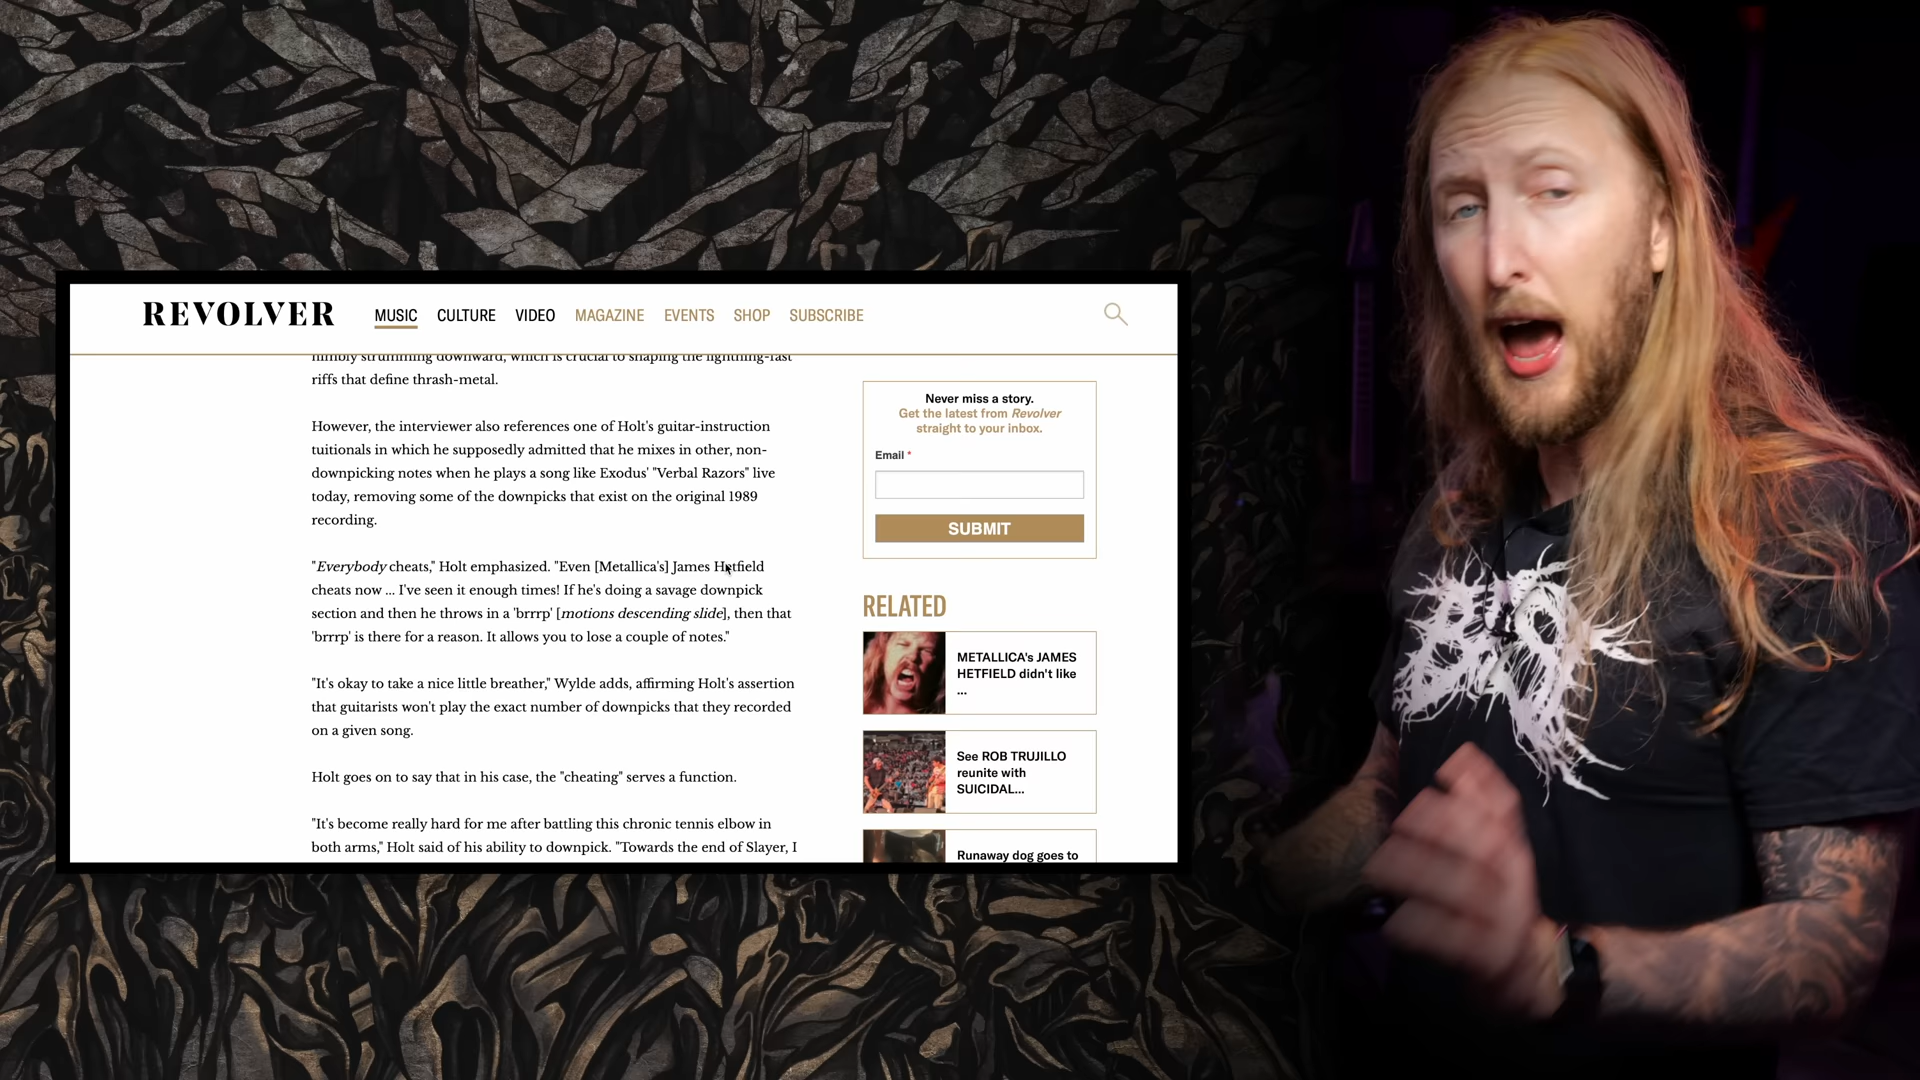 REVOLVER MUSIC CULTURE VIDEO MAGAZINE EVENTS SHOP SUBSCRIBE
nimbly strumming downward, which is crucial to shaping the lightning-fast
riffs that define thrash-metal.
However, the interviewer also references one of Holt's guitar-instruction
tuitionals in which he supposedly admitted that he mixes in other, non-
downpicking notes when he plays a song like Exodus' "Verbal Razors" live
today, removing some of the downpicks that exist on the original 1989
recording.
"Everybody cheats," Holt emphasized. "Even [Metallica's] James Hetfield
cheats now ... I've seen it enough times! If he's doing a savage downpick
section and then he throws in a 'brrrp' [motions descending slide], then that
'brrrp' is there for a reason. It allows you to lose a couple of notes."
"It's okay to take a nice little breather," Wylde adds, affirming Holt's assertion
that guitarists won't play the exact number of downpicks that they recorded
on a given song.
Holt goes on to say that in his case, the "cheating" serves a function.
"It's become really hard for me after battling this chronic tennis elbow in
both arms," Holt said of his ability to downpick. "Towards the end of Slayer, I
Never miss a story.
Get the latest from Revolver
straight to your inbox.
Email *
SUBMIT
RELATED
METALLICA's JAMES
HETFIELD didn't like
...
See ROB TRUJILLO
reunite with
SUICIDAL...
Runaway dog goes to